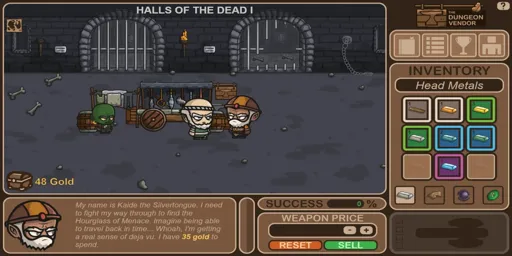 HALLS OF THE DEAD I
?
THE
DUNGEON
VENDOR
INVENTORY
Head Metals
48 Gold
My name is Kaide the Silvertongue. I need
to fight my way through to find the
Hourglass of Menace. Imagine being able
to travel back in time... Whoah, I'm getting
a real sense of deja vu. I have 35 gold to
spend.
SUCCESS 0 %
WEAPON PRICE
RESET SELL